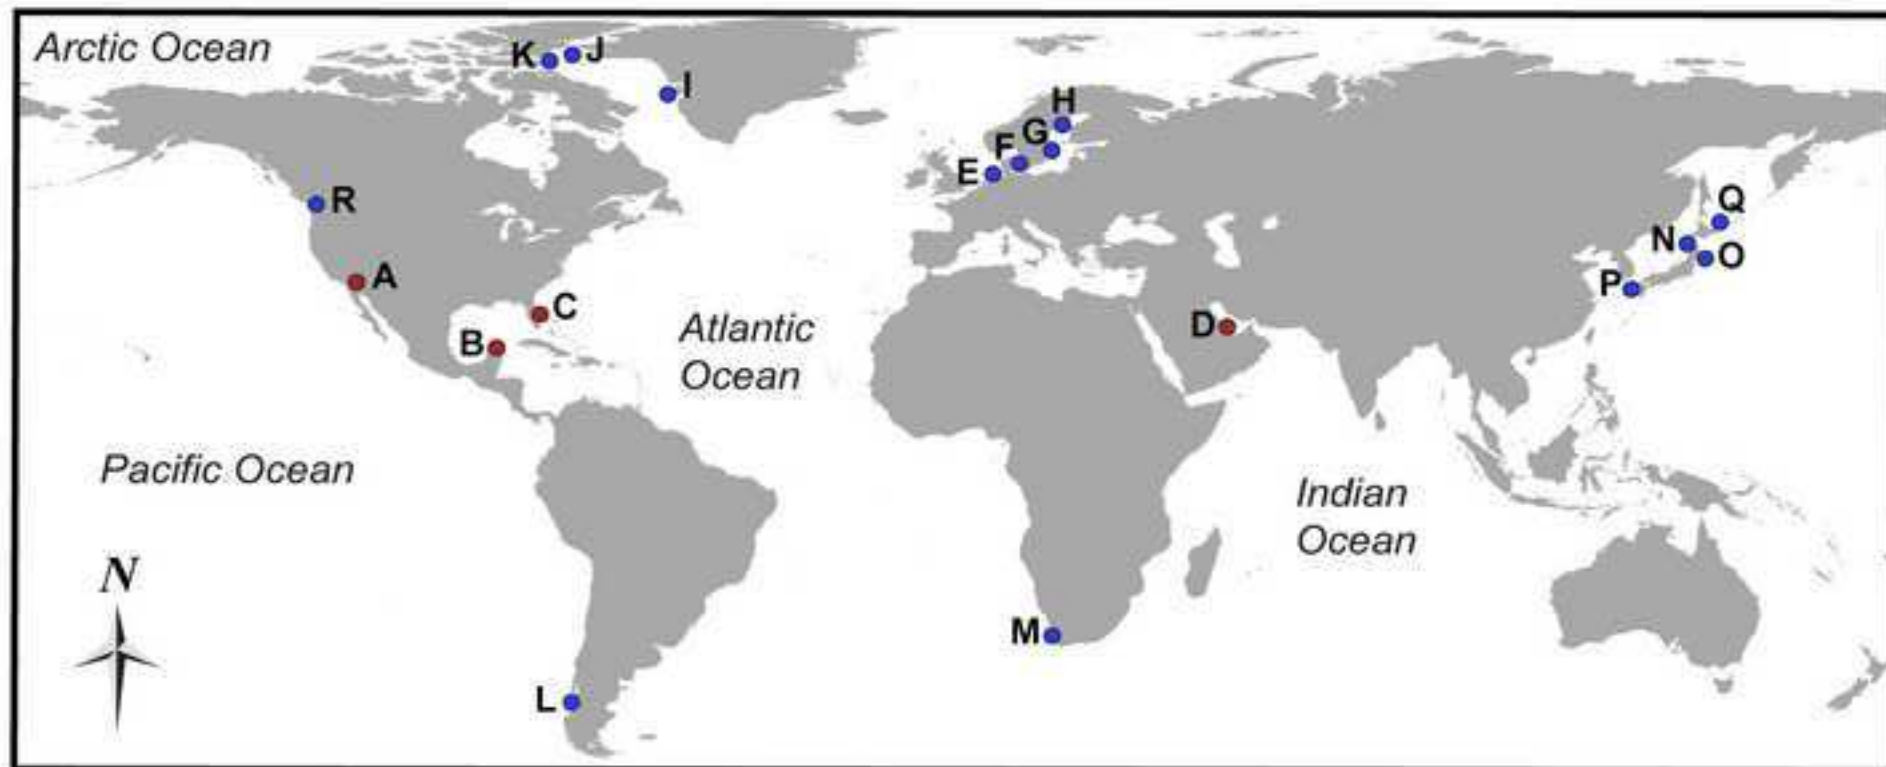 Arctic Ocean
K J
I
H
G
F
E
R
Q
N
O
A
P
C
Atlantic
Ocean
D
B
Pacific Ocean
Indian
Ocean
N
M
L